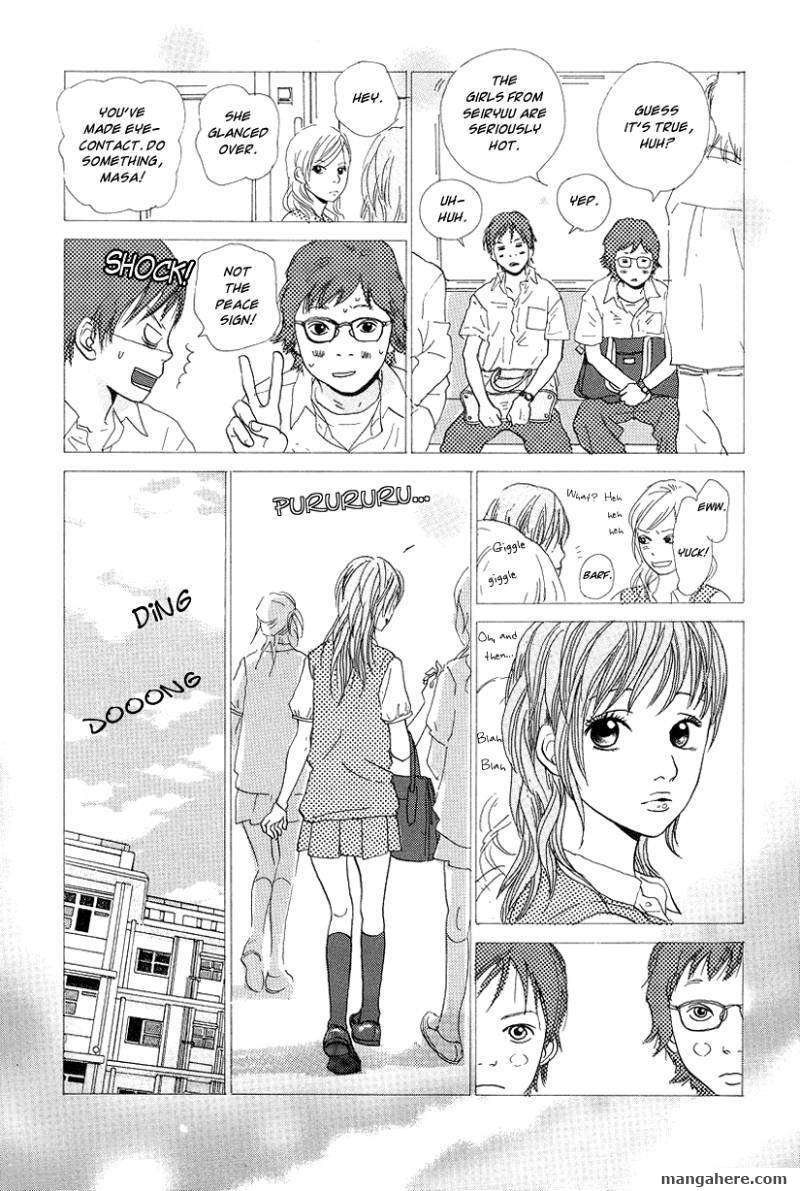 GUESS
IT'S TRUE,
HUH?
THE
GIRLS FROM
SEIRYUU ARE
SERIOUSLY
HOT.
YEP.
UH-
HUH.
HEY.
SHE
GLANCED
OVER.
YOU'VE
MADE EYE-
CONTACT. DO
SOMETHING,
MASA!
NOT
THE
PEACE
SIGN!
SHOCK!
EWW.
YUCK!
What? Heh
heh
heh
BARF.
Giggle
giggle
Oh, and
then...
Blah
Blah
PURURURU...
DING
DOOONG
mangahere.com